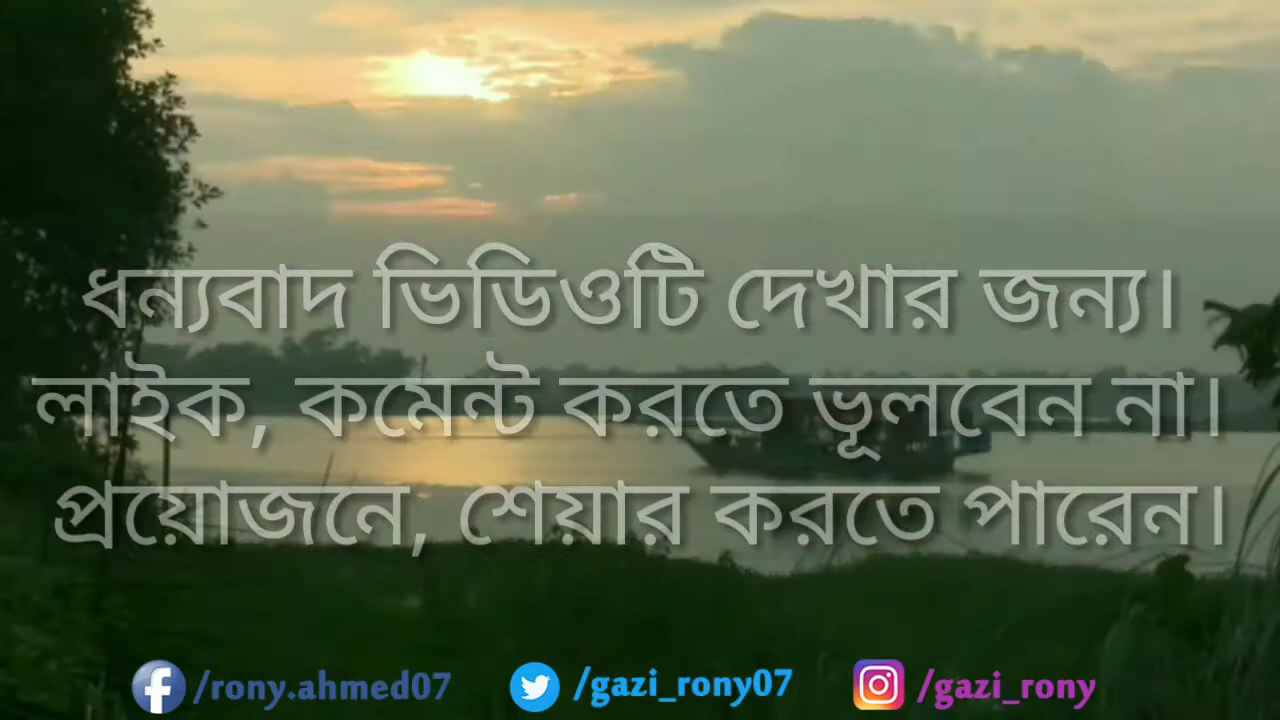 ধন্যবাদ ভিডিওটি দেখার জন্য।
লাইক, কমেন্ট করতে ভূলবেন না।
প্রয়োজনে, শেয়ার করতে পারেন।
/rony.ahmed07 /gazi_rony07 /gazi_rony